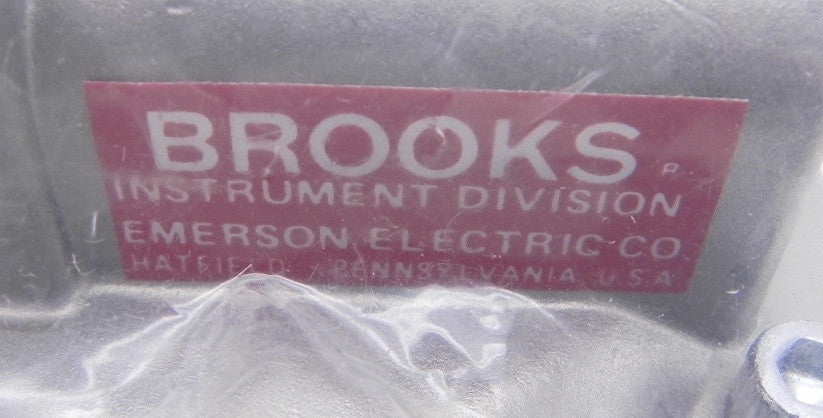 BROOKS R
INSTRUMENT DIVISION
EMERSON ELECTRIC CO
HATFIELD, PENNSYLVANIA U.S.A